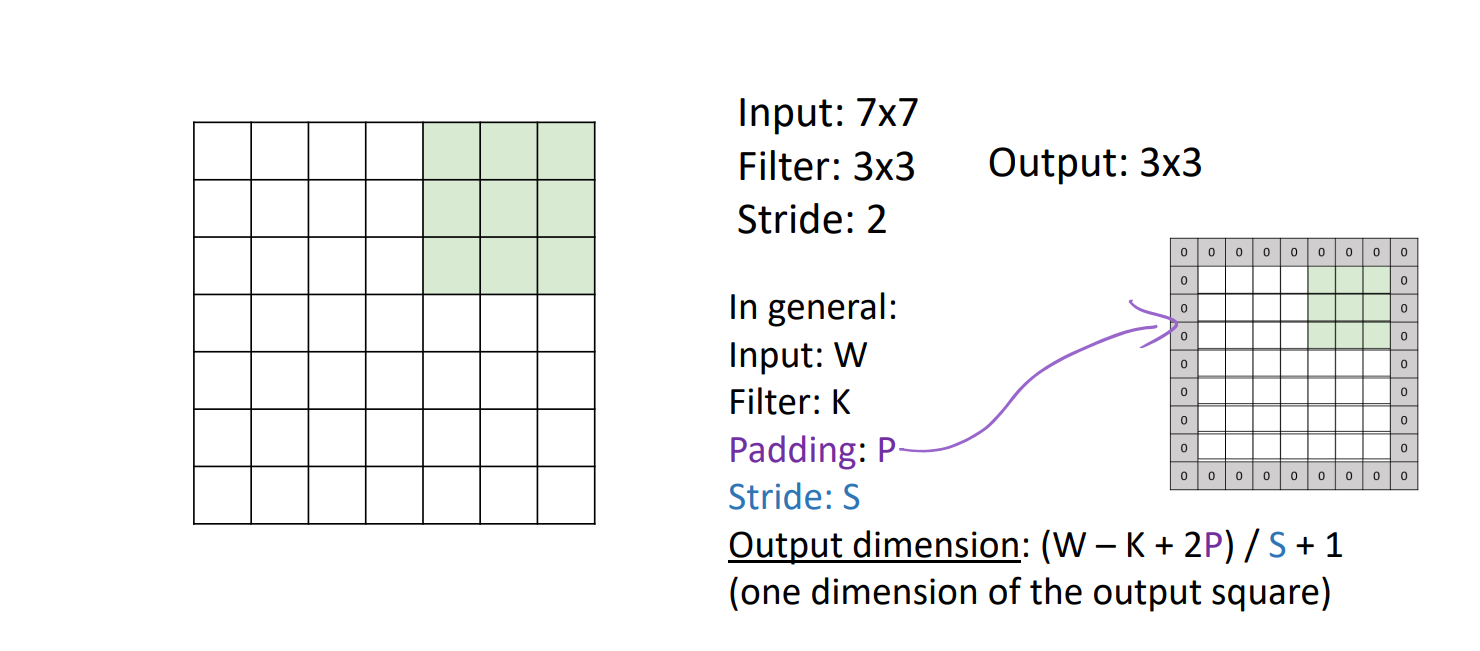 Input: 7x7
Filter: 3x3
Stride: 2
Output: 3x3
In general:
Input: W
Filter: K
Padding: P
Stride: S
Output dimension: (W – K + 2P) / S + 1
(one dimension of the output square)
0 0 0 0 0 0 0 0 0
0 0
0 0
0 0
0 0
0 0
0 0
0 0
0 0 0 0 0 0 0 0 0